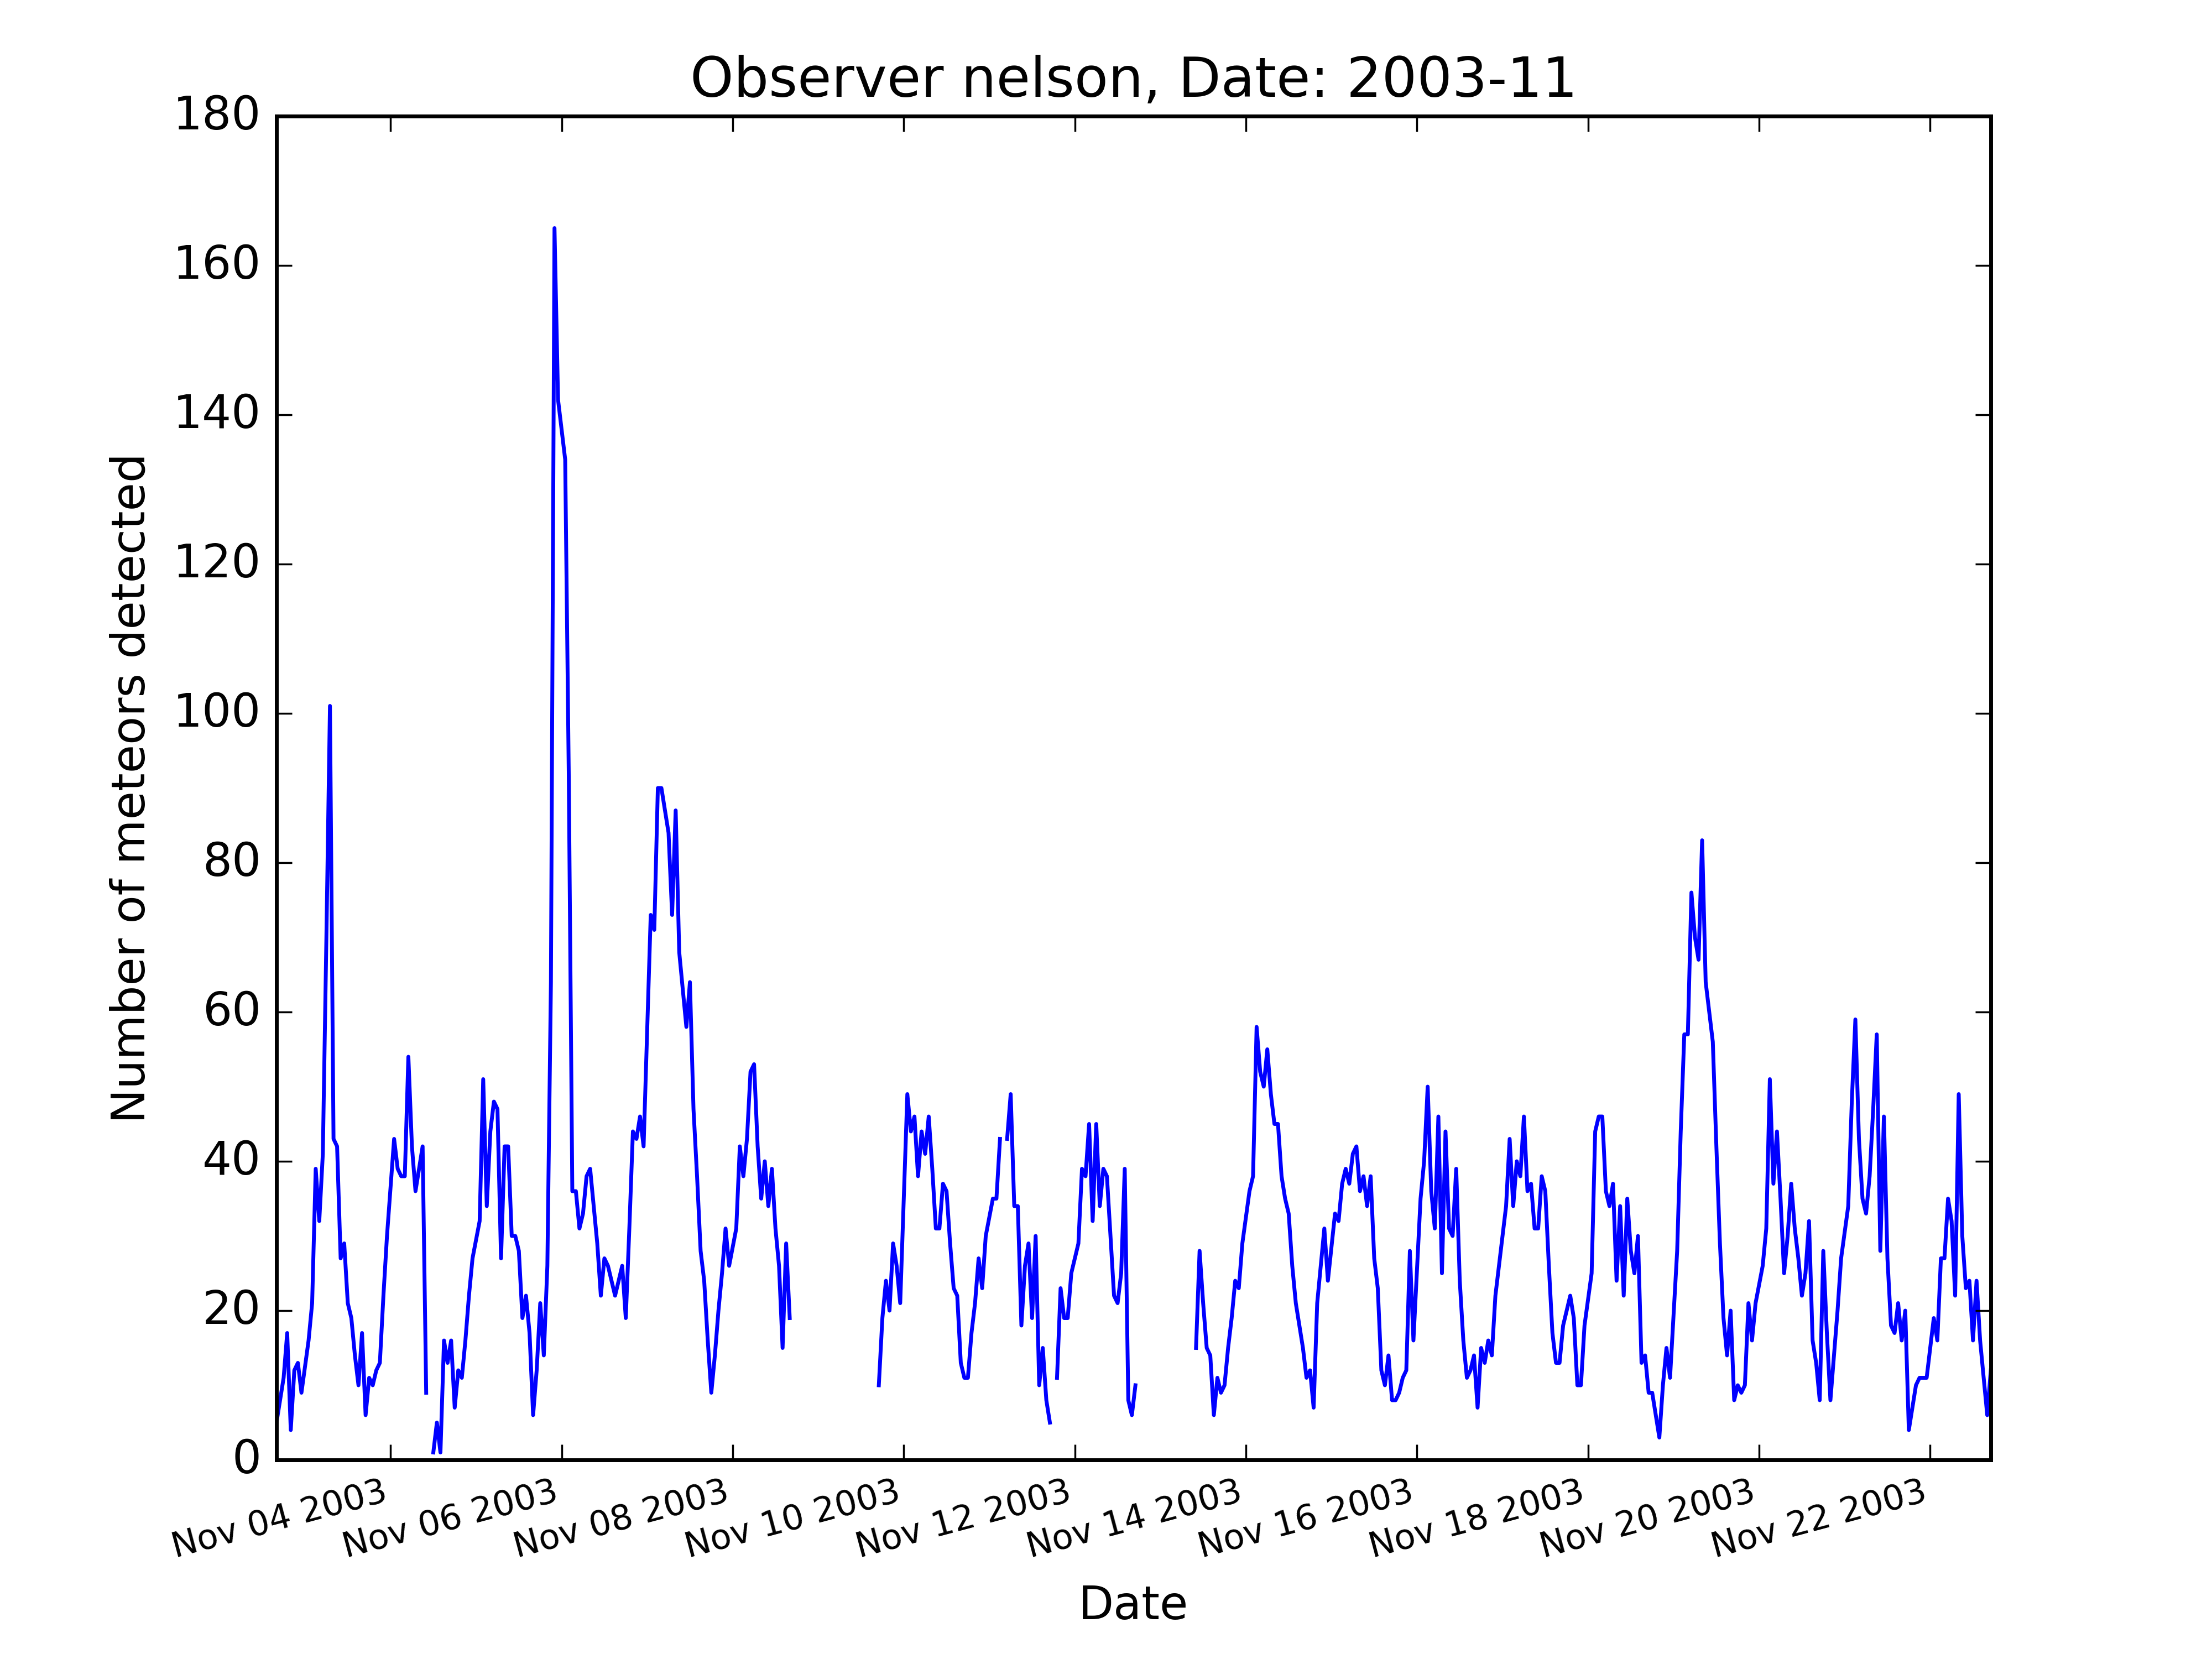 Observer nelson, Date: 2003-11
180
160
140
120
100
80
60
40
20
0
Number of meteors detected
Nov 04 2003
Nov 06 2003
Nov 08 2003
Nov 10 2003
Nov 12 2003
Nov 14 2003
Nov 16 2003
Nov 18 2003
Nov 20 2003
Nov 22 2003
Date